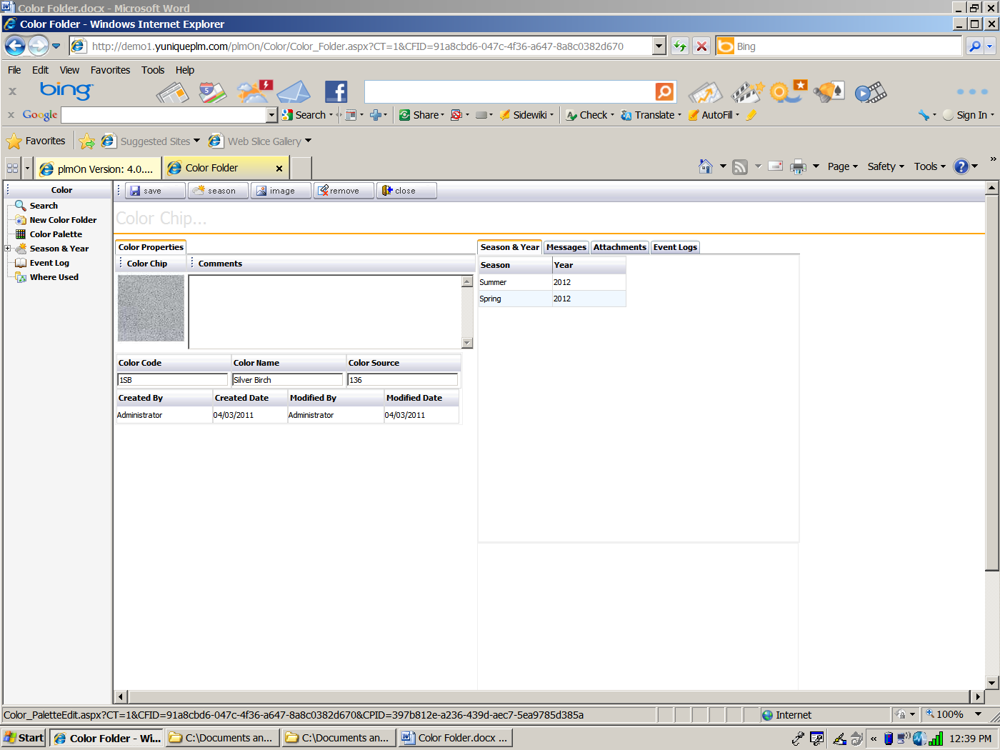 Color Folder.docx - Microsoft Word
Color Folder - Windows Internet Explorer
http://demo1.yuniqueplm.com/plmOn/Color/Color_Folder.aspx?CT=1&CFID=91a8cbd6-047c-4f36-a647-8a8c0382d670
Bing
File Edit View Favorites Tools Help
x bing
x Google Search Share Sidewiki Check Translate AutoFill Sign In
Favorites Suggested Sites Web Slice Gallery
plmOn Version: 4.0.... Color Folder x Page Safety Tools ? »
Color
Search
New Color Folder
Color Palette
Season & Year
Event Log
Where Used
save season image remove close
Color Chip...
Color Properties
Color Chip Comments
Color Code Color Name Color Source
1SB Silver Birch 136
Created By Created Date Modified By Modified Date
Administrator 04/03/2011 Administrator 04/03/2011
Season & Year Messages Attachments Event Logs
Season Year
Summer 2012
Spring 2012
Color_PaletteEdit.aspx?CT=1&CFID=91a8cbd6-047c-4f36-a647-8a8c0382d670&CPID=397b812e-a236-439d-aec7-5ea9785d385a Internet 100%
Start Color Folder - Wi... C:\Documents an... C:\Documents an... Color Folder.docx ... « 12:39 PM